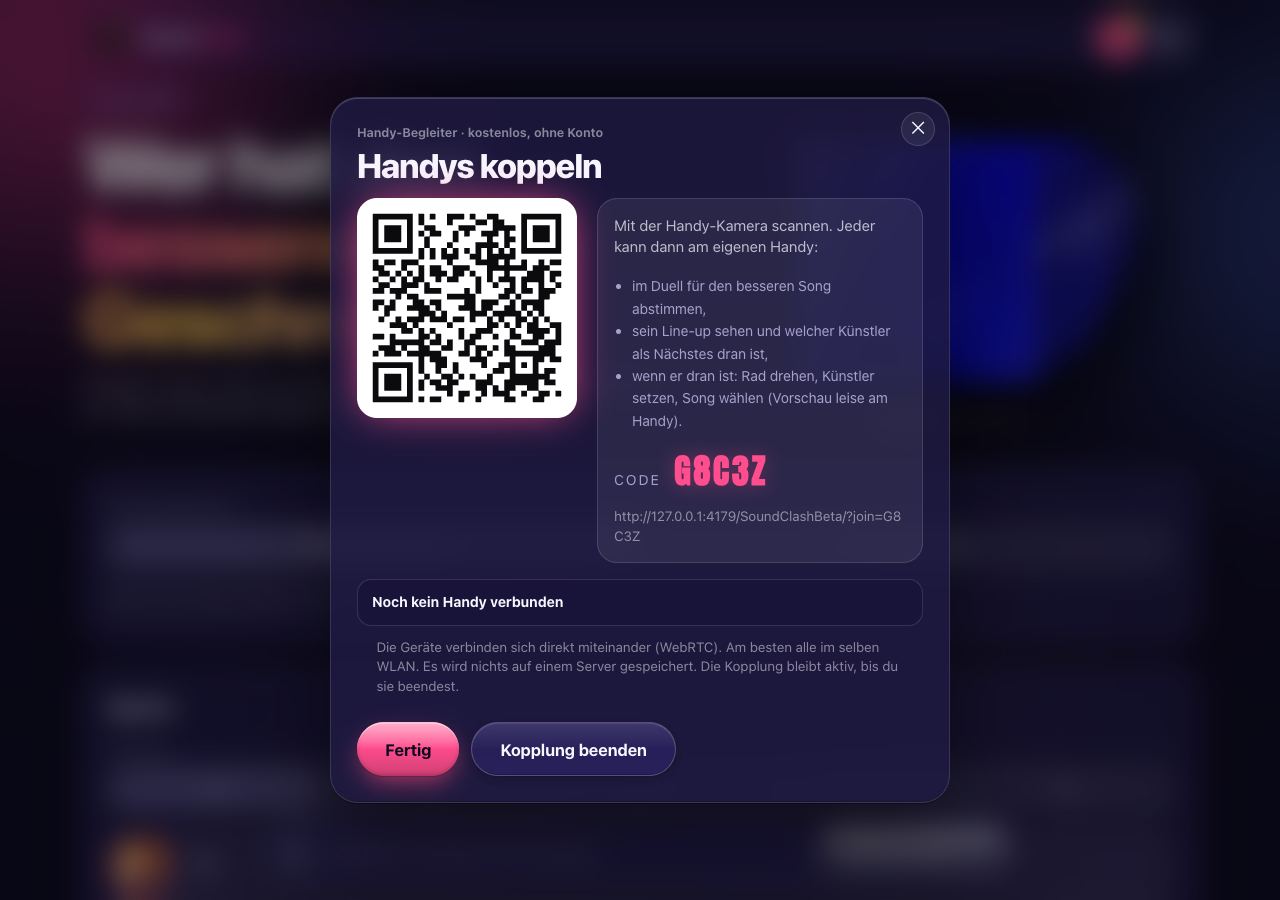 Handy-Begleiter · kostenlos, ohne Konto
Handys koppeln
Mit der Handy-Kamera scannen. Jeder
kann dann am eigenen Handy:
• im Duell für den besseren Song
abstimmen,
• sein Line-up sehen und welcher Künstler
als Nächstes dran ist,
• wenn er dran ist: Rad drehen, Künstler
setzen, Song wählen (Vorschau leise am
Handy).
CODE G8C3Z
http://127.0.0.1:4179/SoundClashBeta/?join=G8
C3Z
Noch kein Handy verbunden
Die Geräte verbinden sich direkt miteinander (WebRTC). Am besten alle im selben
WLAN. Es wird nichts auf einem Server gespeichert. Die Kopplung bleibt aktiv, bis du
sie beendest.
Fertig
Kopplung beenden